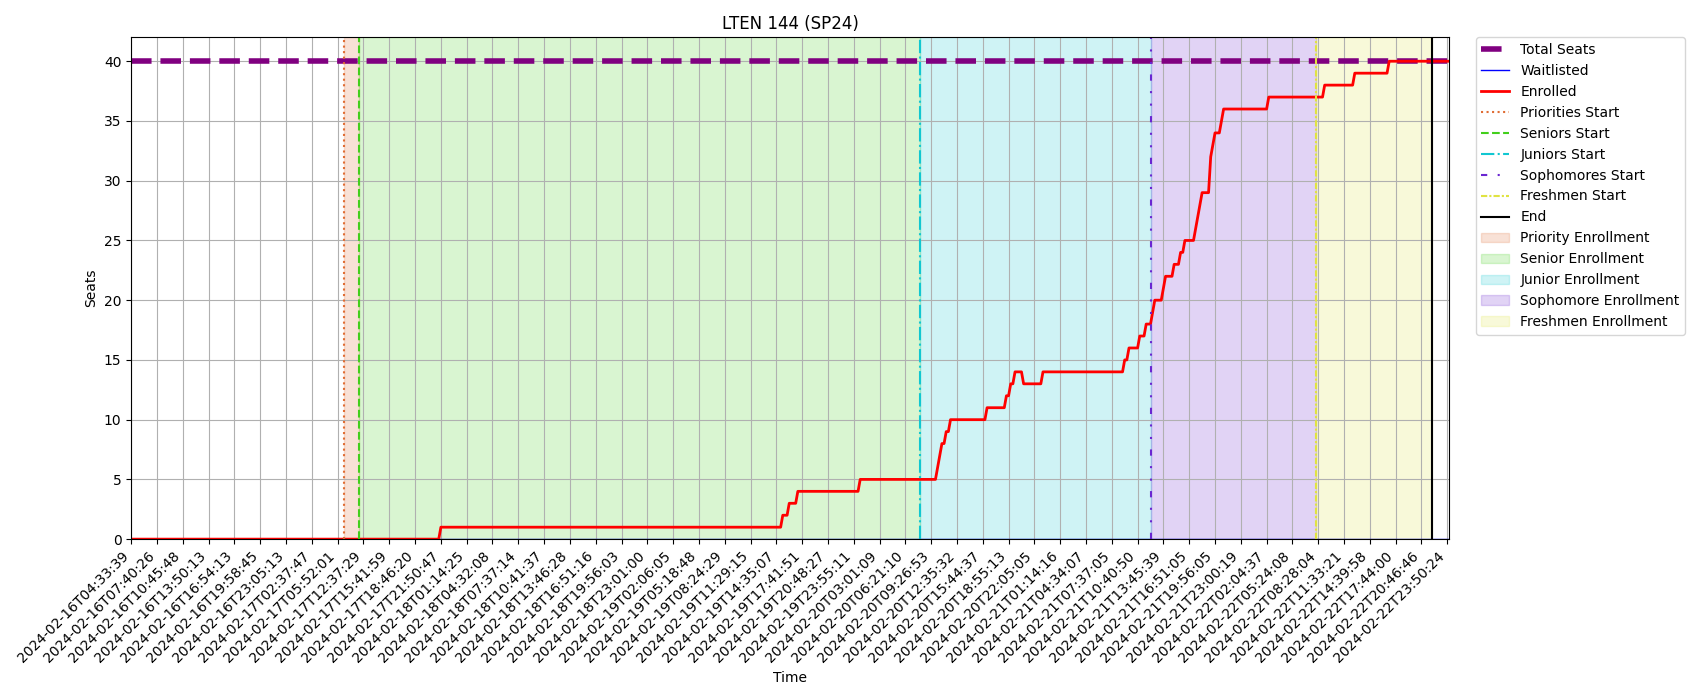 LTEN 144 (SP24)
Seats
40
35
30
25
20
15
10
5
0
2024-02-16T04:33:39
2024-02-16T07:40:26
2024-02-16T10:45:48
2024-02-16T13:50:13
2024-02-16T16:54:13
2024-02-16T19:58:45
2024-02-16T23:05:13
2024-02-17T02:37:47
2024-02-17T05:52:01
2024-02-17T12:37:29
2024-02-17T15:41:59
2024-02-17T18:46:20
2024-02-17T21:50:47
2024-02-18T01:14:25
2024-02-18T04:32:08
2024-02-18T07:37:14
2024-02-18T10:41:37
2024-02-18T13:46:28
2024-02-18T16:51:16
2024-02-18T19:56:03
2024-02-18T23:01:00
2024-02-19T02:06:05
2024-02-19T05:18:48
2024-02-19T08:24:29
2024-02-19T11:29:15
2024-02-19T14:35:07
2024-02-19T17:41:51
2024-02-19T20:48:27
2024-02-19T23:55:11
2024-02-20T03:01:09
2024-02-20T06:21:10
2024-02-20T09:26:53
2024-02-20T12:35:32
2024-02-20T15:44:37
2024-02-20T18:55:13
2024-02-20T22:05:05
2024-02-21T01:14:16
2024-02-21T04:34:07
2024-02-21T07:37:05
2024-02-21T10:40:50
2024-02-21T13:45:39
2024-02-21T16:51:05
2024-02-21T19:56:05
2024-02-21T23:00:19
2024-02-22T02:04:37
2024-02-22T05:24:08
2024-02-22T08:28:04
2024-02-22T11:33:21
2024-02-22T14:39:58
2024-02-22T17:44:00
2024-02-22T20:46:46
2024-02-22T23:50:24
Time
Total Seats
Waitlisted
Enrolled
Priorities Start
Seniors Start
Juniors Start
Sophomores Start
Freshmen Start
End
Priority Enrollment
Senior Enrollment
Junior Enrollment
Sophomore Enrollment
Freshmen Enrollment